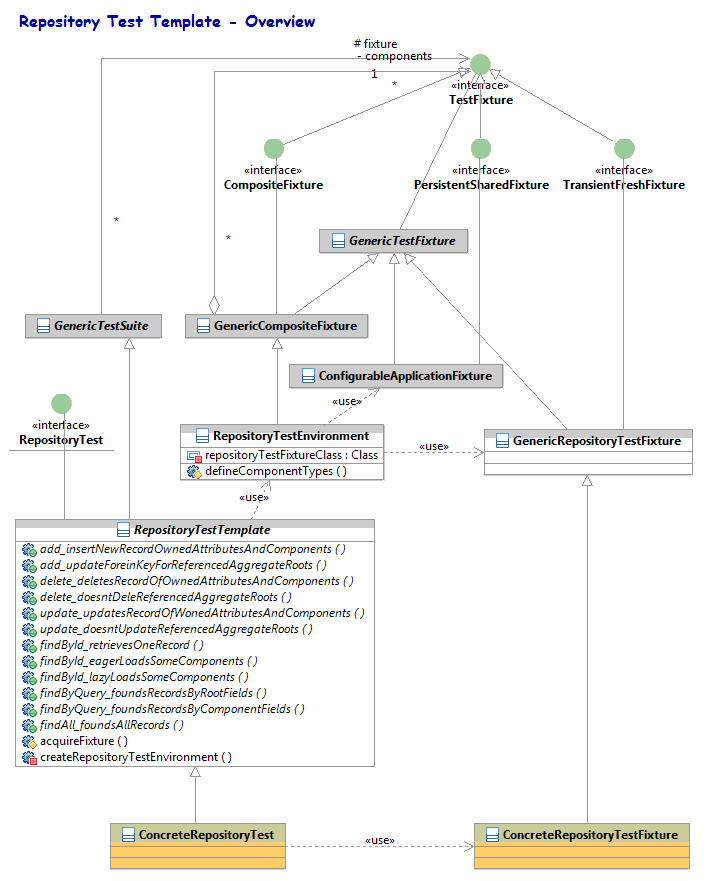 Repository Test Template - Overview
# fixture
- components
1
*
«interface»
TestFixture
«interface»
CompositeFixture
«interface»
PersistentSharedFixture
«interface»
TransientFreshFixture
*
*
GenericTestFixture
GenericTestSuite
GenericCompositeFixture
ConfigurableApplicationFixture
«use»
«interface»
RepositoryTest
RepositoryTestEnvironment
repositoryTestFixtureClass : Class
defineComponentTypes ( )
«use»
GenericRepositoryTestFixture
«use»
RepositoryTestTemplate
add_insertNewRecordOwnedAttributesAndComponents ( )
add_updateForeinKeyForReferencedAggregateRoots ( )
delete_deletesRecordOfOwnedAttributesAndComponents ( )
delete_doesntDeleReferencedAggregateRoots ( )
update_updatesRecordOfWonedAttributesAndComponents ( )
update_doesntUpdateReferencedAggregateRoots ( )
findById_retrievesOneRecord ( )
findById_eagerLoadsSomeComponents ( )
findById_lazyLoadsSomeComponents ( )
findByQuery_foundsRecordsByRootFields ( )
findByQuery_foundsRecordsByComponentFields ( )
findAll_foundsAllRecords ( )
acquireFixture ( )
createRepositoryTestEnvironment ( )
ConcreteRepositoryTest
«use»
ConcreteRepositoryTestFixture